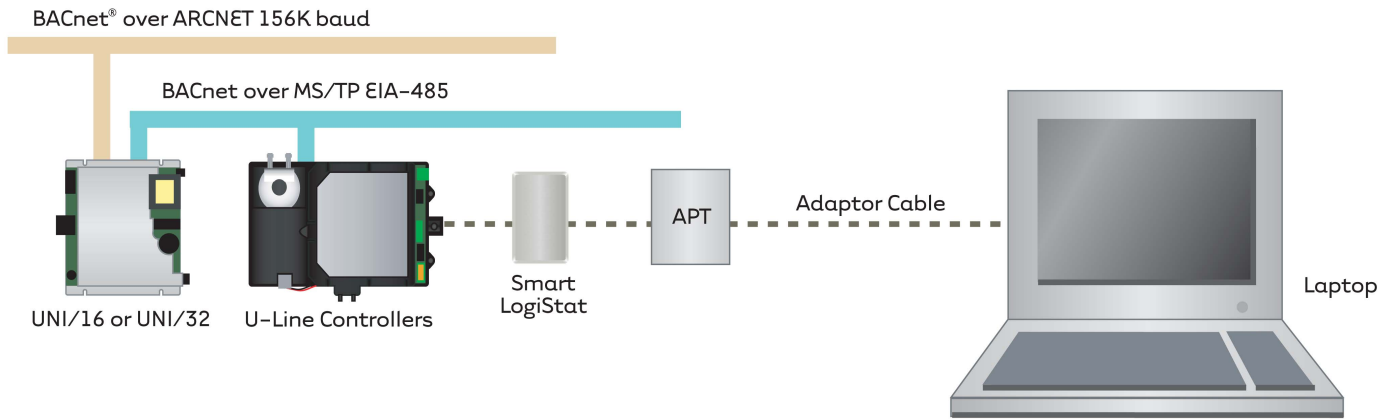 BACnet® over ARCNET 156K baud
BACnet over MS/TP EIA-485
APT
Adaptor Cable
Smart
LogiStat
Laptop
UNI/16 or UNI/32
U-Line Controllers